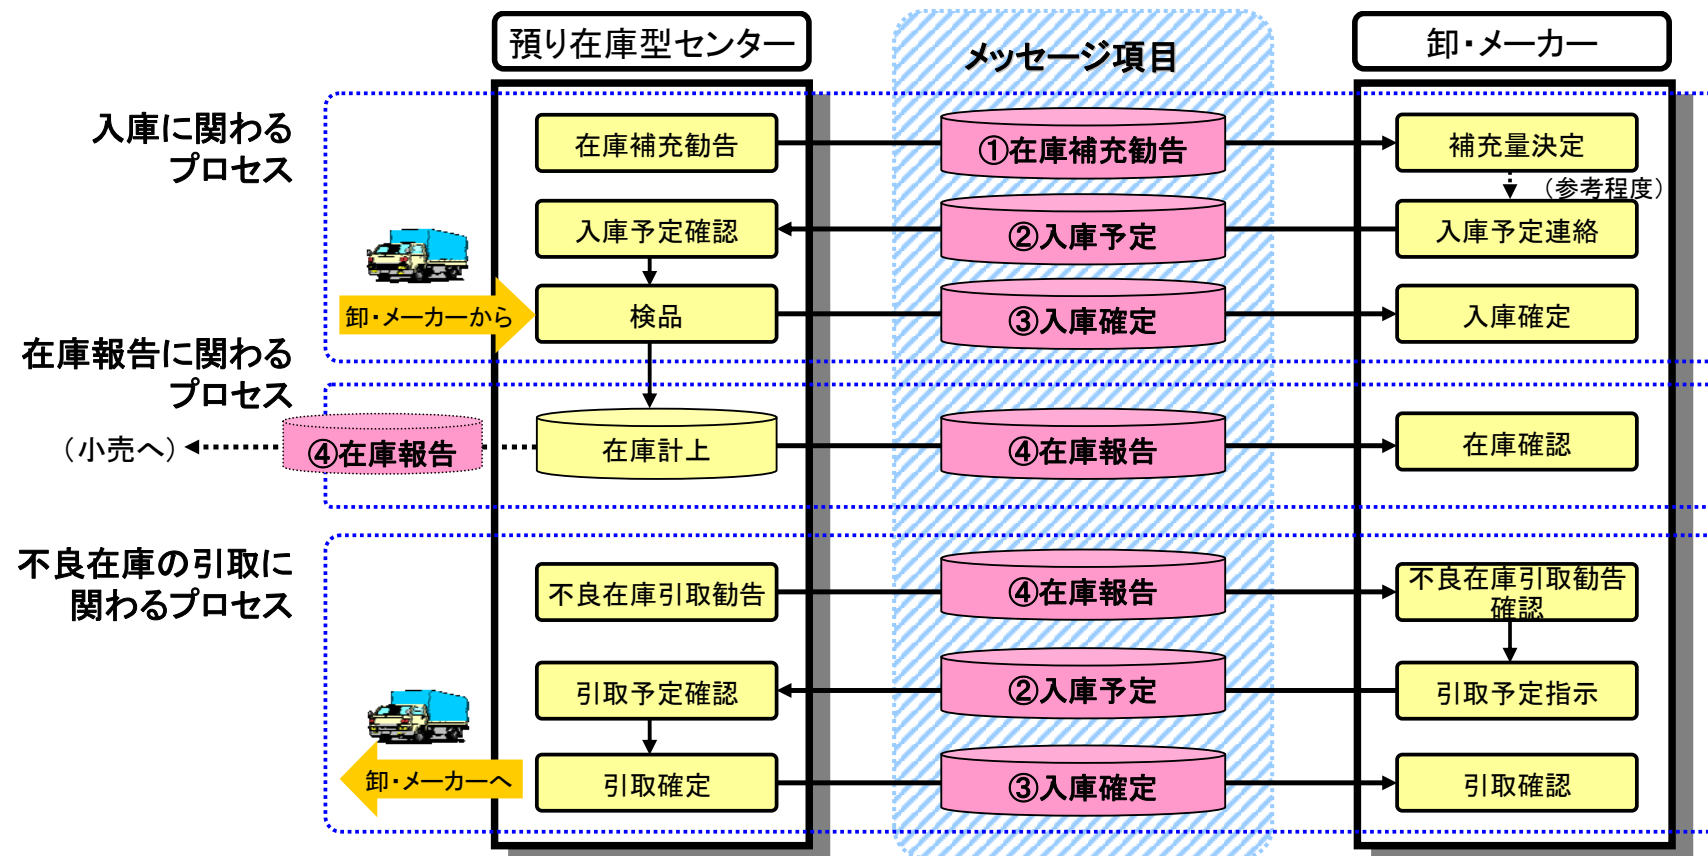 預り在庫型センター
メッセージ項目
卸・メーカー
入庫に関わる
プロセス
在庫補充勧告
①在庫補充勧告
補充量決定
（参考程度）
入庫予定確認
②入庫予定
入庫予定連絡
卸・メーカーから
検品
③入庫確定
入庫確定
在庫報告に関わる
プロセス
（小売へ）
④在庫報告
在庫計上
④在庫報告
在庫確認
不良在庫の引取に
関わるプロセス
不良在庫引取勧告
④在庫報告
不良在庫引取勧告
確認
引取予定確認
②入庫予定
引取予定指示
卸・メーカーへ
引取確定
③入庫確定
引取確認